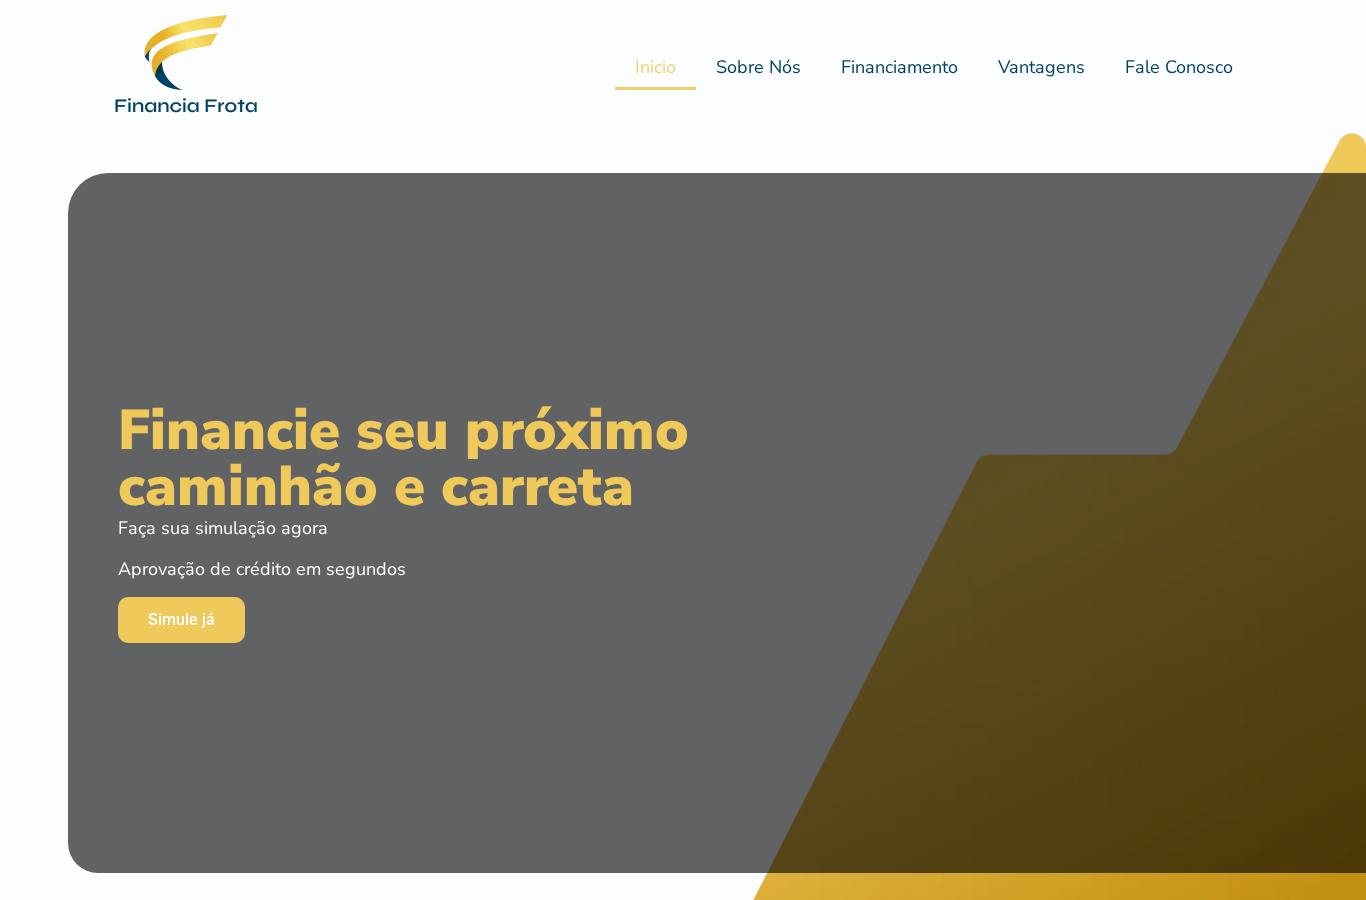 Financia Frota
Inicio
Sobre Nós
Financiamento
Vantagens
Fale Conosco
Financie seu próximo
caminhão e carreta
Faça sua simulação agora
Aprovação de crédito em segundos
Simule já